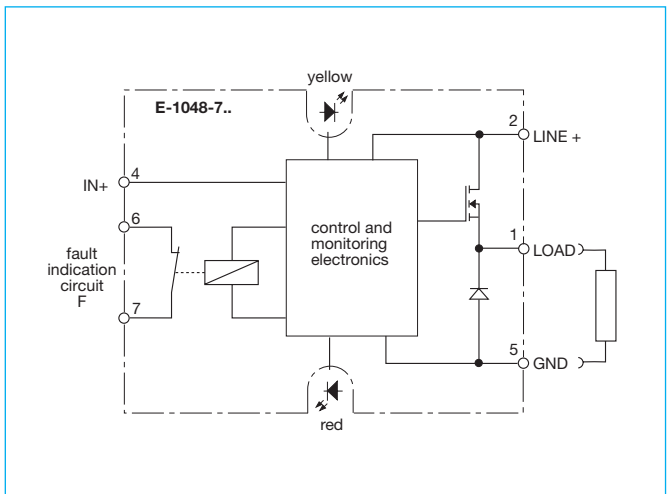 yellow
E-1048-7..
2
LINE +
4
IN+
6
control and
monitoring
electronics
1
LOAD
fault
indication
circuit
F
7
5
GND
red